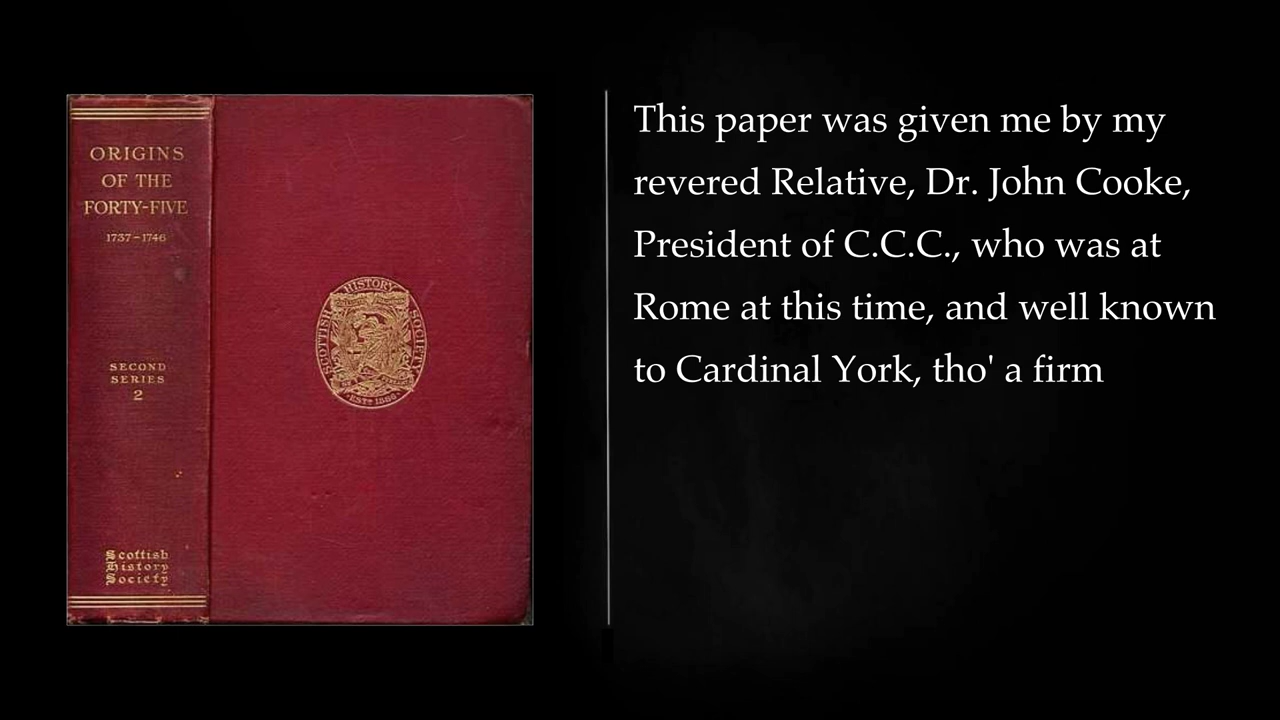 ORIGINS
OF THE
FORTY-FIVE
1737-1746
SECOND
SERIES
2
Scottish
History
Society
SCOTTISH HISTORY SOCIETY
ESTD 1886
This paper was given me by my
revered Relative, Dr. John Cooke,
President of C.C.C., who was at
Rome at this time, and well known
to Cardinal York, tho' a firm